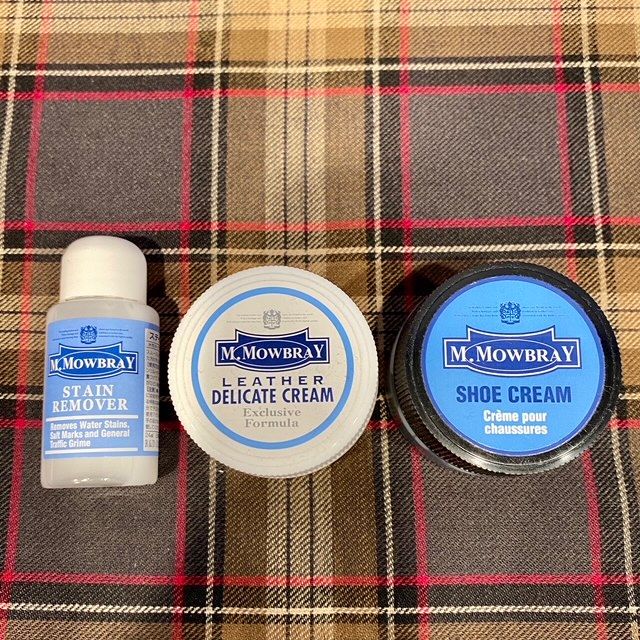 M. MOWBRAY
STAIN
REMOVER
Removes Water Stains,
Salt Marks and General
Traffic Grime
M. MOWBRAY
LEATHER
DELICATE CREAM
Exclusive
Formula
M. MOWBRAY
SHOE CREAM
Crème pour
chaussures